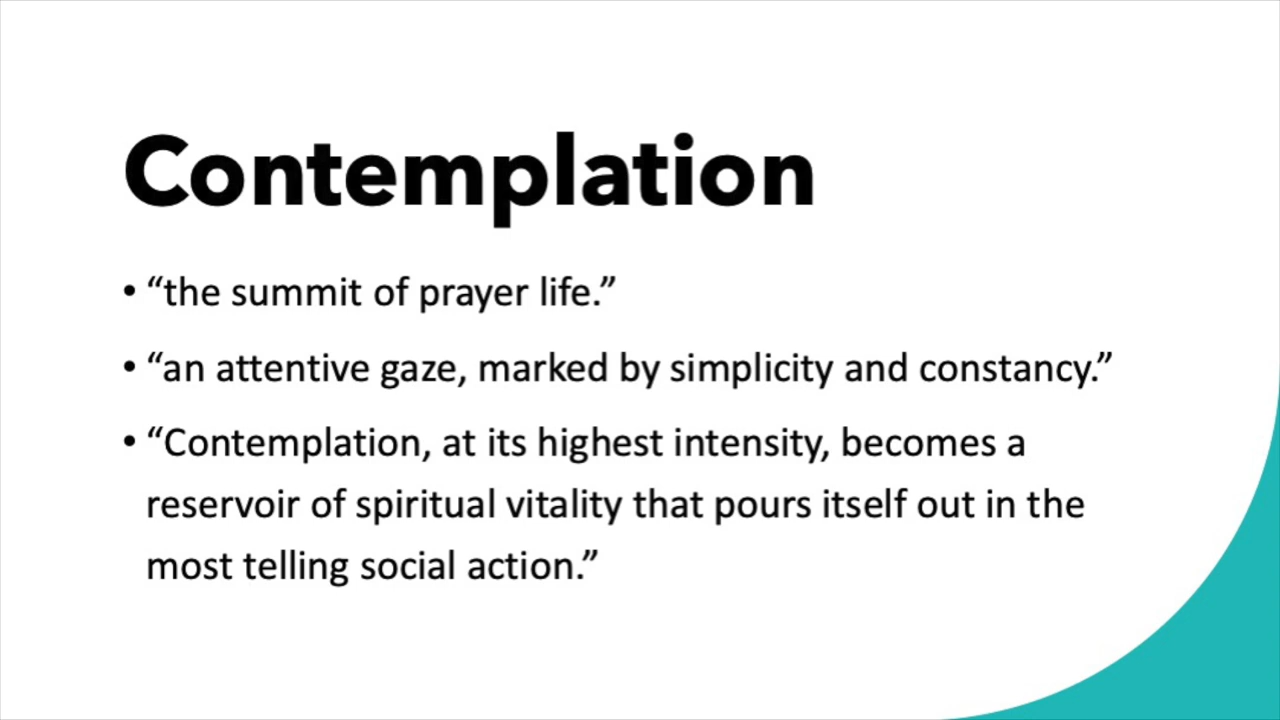 Contemplation
• “the summit of prayer life.”
• “an attentive gaze, marked by simplicity and constancy.”
• “Contemplation, at its highest intensity, becomes a
reservoir of spiritual vitality that pours itself out in the
most telling social action.”